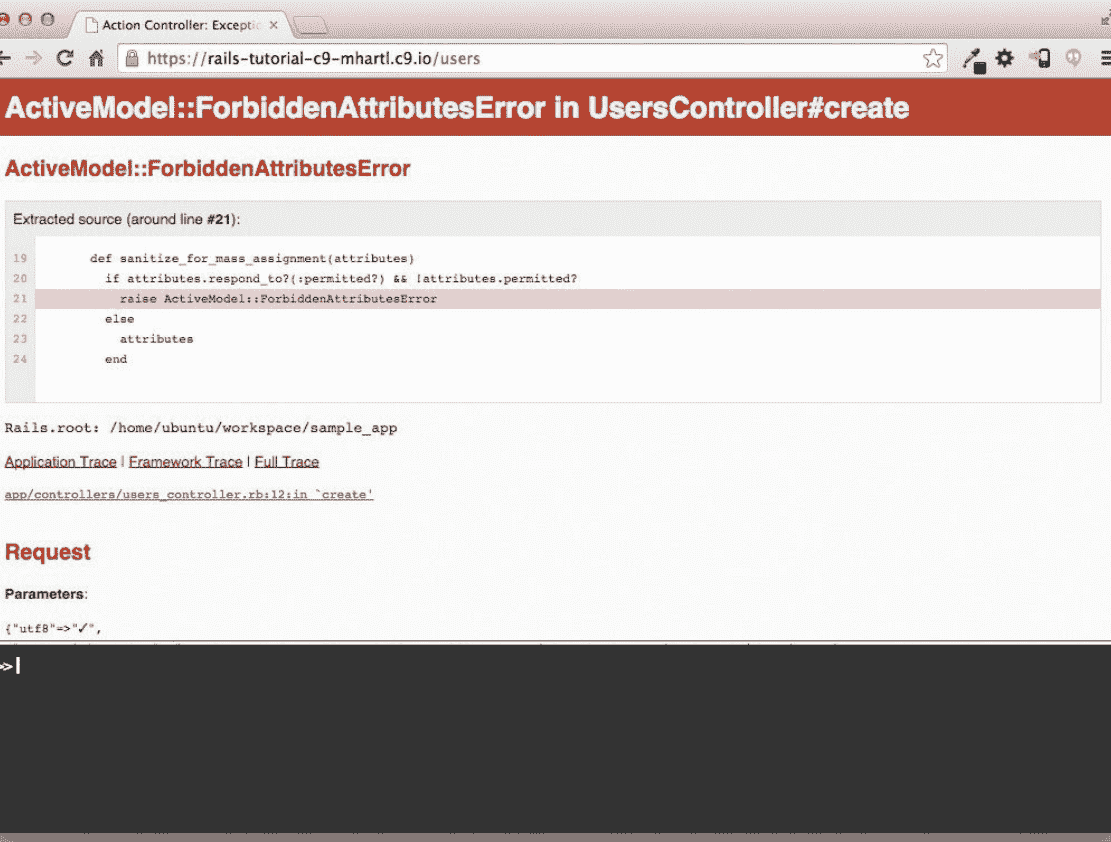 Action Controller: Exceptio
https://rails-tutorial-c9-mhartl.c9.io/users
ActiveModel::ForbiddenAttributesError in UsersController#create
ActiveModel::ForbiddenAttributesError
Extracted source (around line #21):
19 def sanitize_for_mass_assignment(attributes)
20 if attributes.respond_to?(:permitted?) && !attributes.permitted?
21 raise ActiveModel::ForbiddenAttributesError
22 else
23 attributes
24 end
Rails.root: /home/ubuntu/workspace/sample_app
Application Trace | Framework Trace | Full Trace
app/controllers/users_controller.rb:12:in `create'
Request
Parameters:
{"utf8"=>"✓",
>>